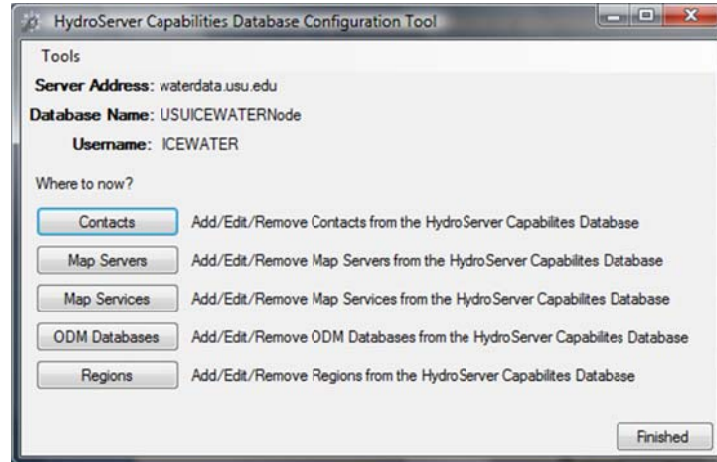 HydroServer Capabilities Database Configuration Tool
Tools
Server Address: waterdata.usu.edu
Database Name: USUICEWATERNode
Username: ICEWATER
Where to now?
Contacts Add/Edit/Remove Contacts from the HydroServer Capabilites Database
Map Servers Add/Edit/Remove Map Servers from the HydroServer Capabilites Database
Map Services Add/Edit/Remove Map Services from the HydroServer Capabilites Database
ODM Databases Add/Edit/Remove ODM Databases from the HydroServer Capabilites Database
Regions Add/Edit/Remove Regions from the HydroServer Capabilites Database
Finished